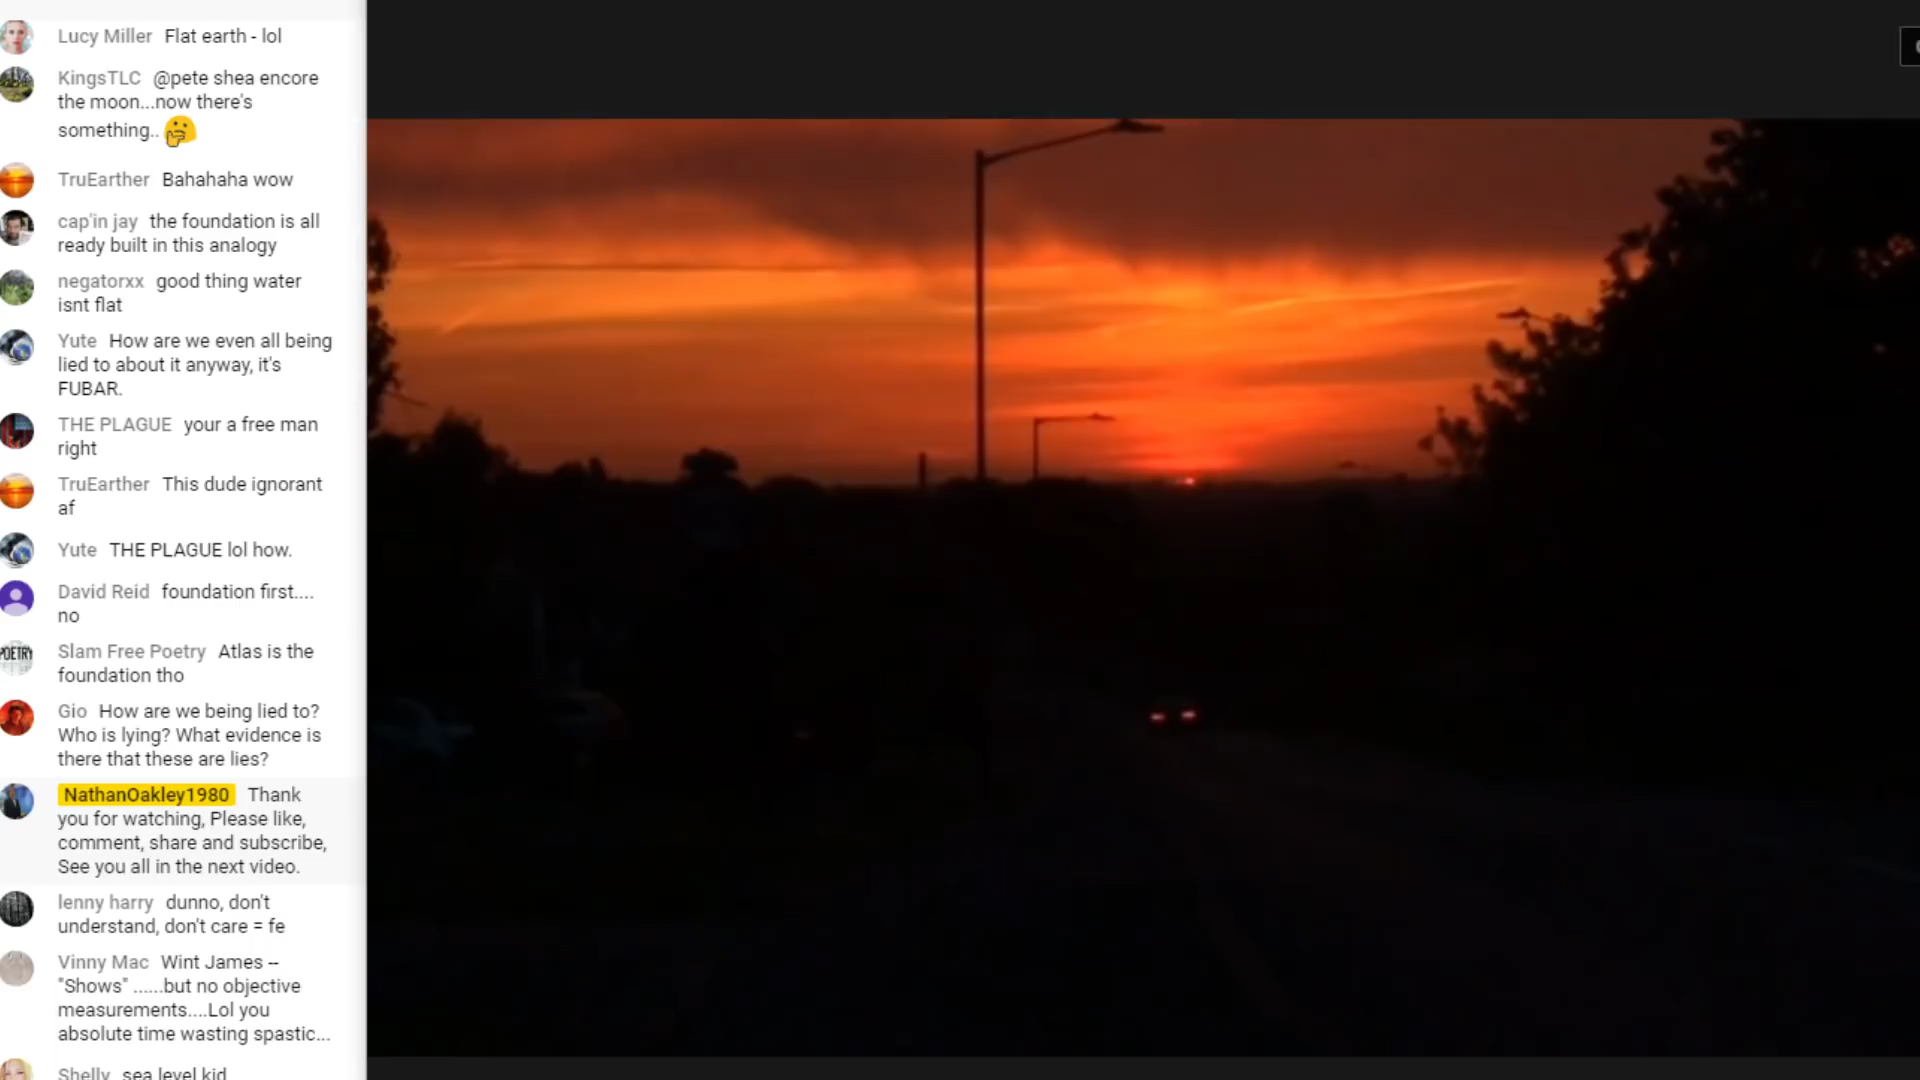 Lucy Miller Flat earth - lol
KingsTLC @pete shea encore
the moon...now there's
something..
TruEarther Bahahaha wow
cap'in jay the foundation is all
ready built in this analogy
negatorxx good thing water
isnt flat
Yute How are we even all being
lied to about it anyway, it's
FUBAR.
THE PLAGUE your a free man
right
TruEarther This dude ignorant
af
Yute THE PLAGUE lol how.
David Reid foundation first....
no
POETRY
Slam Free Poetry Atlas is the
foundation tho
Gio How are we being lied to?
Who is lying? What evidence is
there that these are lies?
NathanOakley1980 Thank
you for watching, Please like,
comment, share and subscribe,
See you all in the next video.
lenny harry dunno, don't
understand, don't care = fe
Vinny Mac Wint James --
"Shows" ......but no objective
measurements....Lol you
absolute time wasting spastic...
Shelly sea level kid